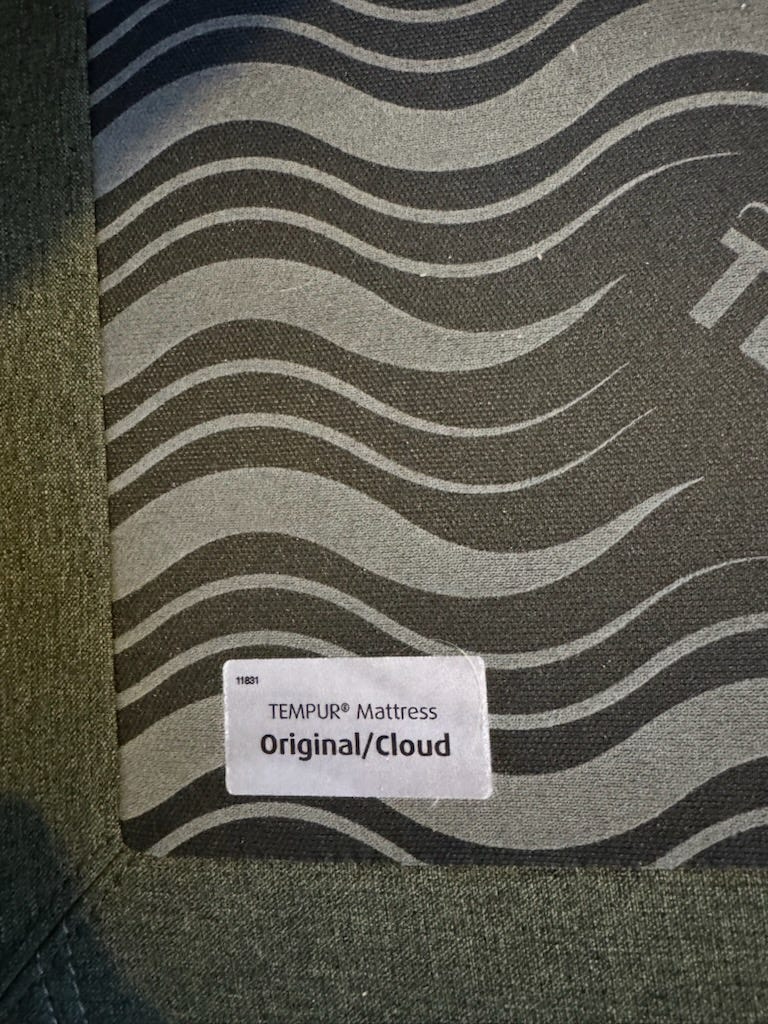 11831
TEMPUR® Mattress
Original/Cloud